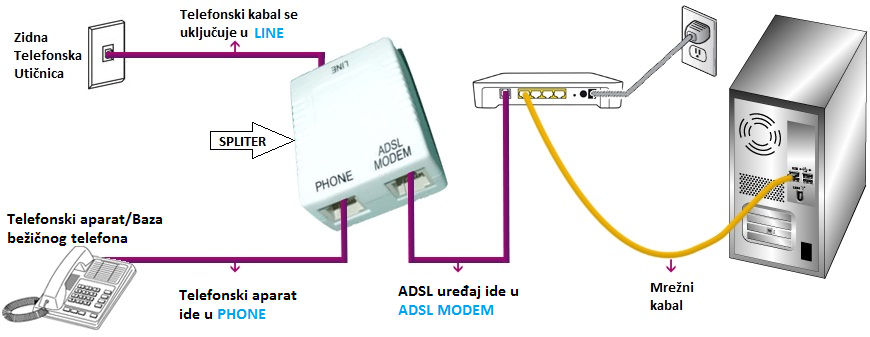 Telefonski kabal se
uključuje u LINE
Zidna
Telefonska
Utičnica
LINE
SPLITER
ADSL
MODEM
PHONE
Telefonski aparat/Baza
bežičnog telefona
Telefonski aparat
ide u PHONE
ADSL uređaj ide u
ADSL MODEM
Mrežni
kabal